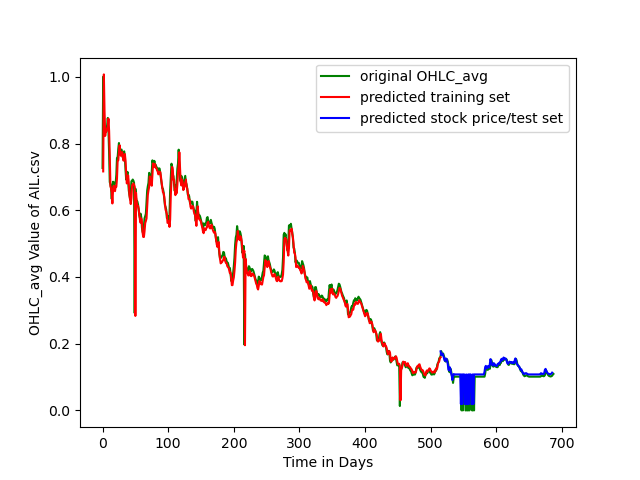 original OHLC_avg
predicted training set
predicted stock price/test set
OHLC_avg Value of AIL.csv
1.0
0.8
0.6
0.4
0.2
0.0
0 100 200 300 400 500 600 700
Time in Days